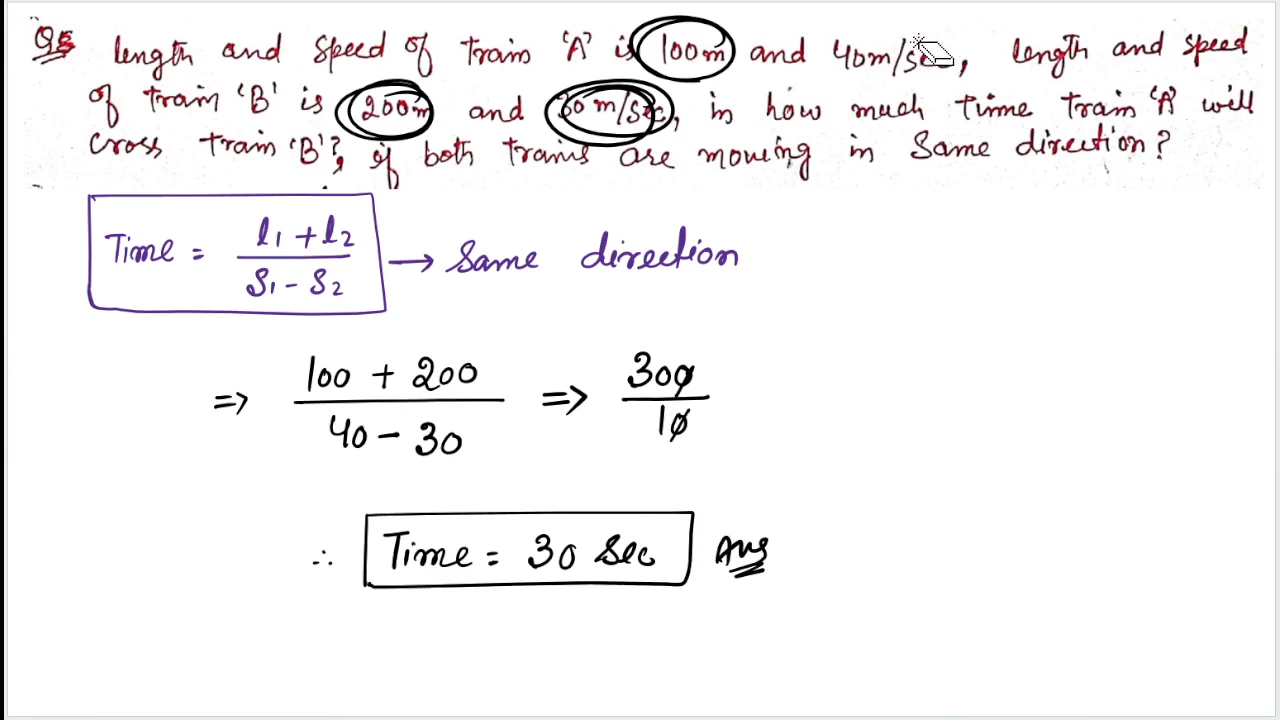 Q5 length and speed of train 'A' is 100m and 40m/sec, length and speed
of train 'B' is 200m and 30 m/sec, in how much time train 'A' will
cross train 'B'?, if both trains are moving in same direction?
Time = l1 + l2 / S1 - S2 → Same direction
⇒ 100 + 200 / 40 - 30 ⇒ 300 / 10
∴ Time = 30 Sec Ans